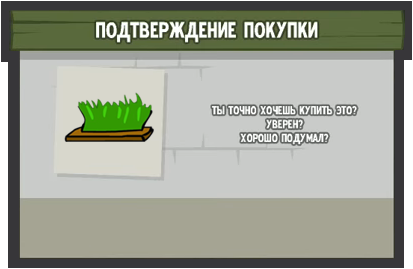 ПОДТВЕРЖДЕНИЕ ПОКУПКИ
ТЫ ТОЧНО ХОЧЕШЬ КУПИТЬ ЭТО?
УВЕРЕН?
ХОРОШО ПОДУМАЛ?